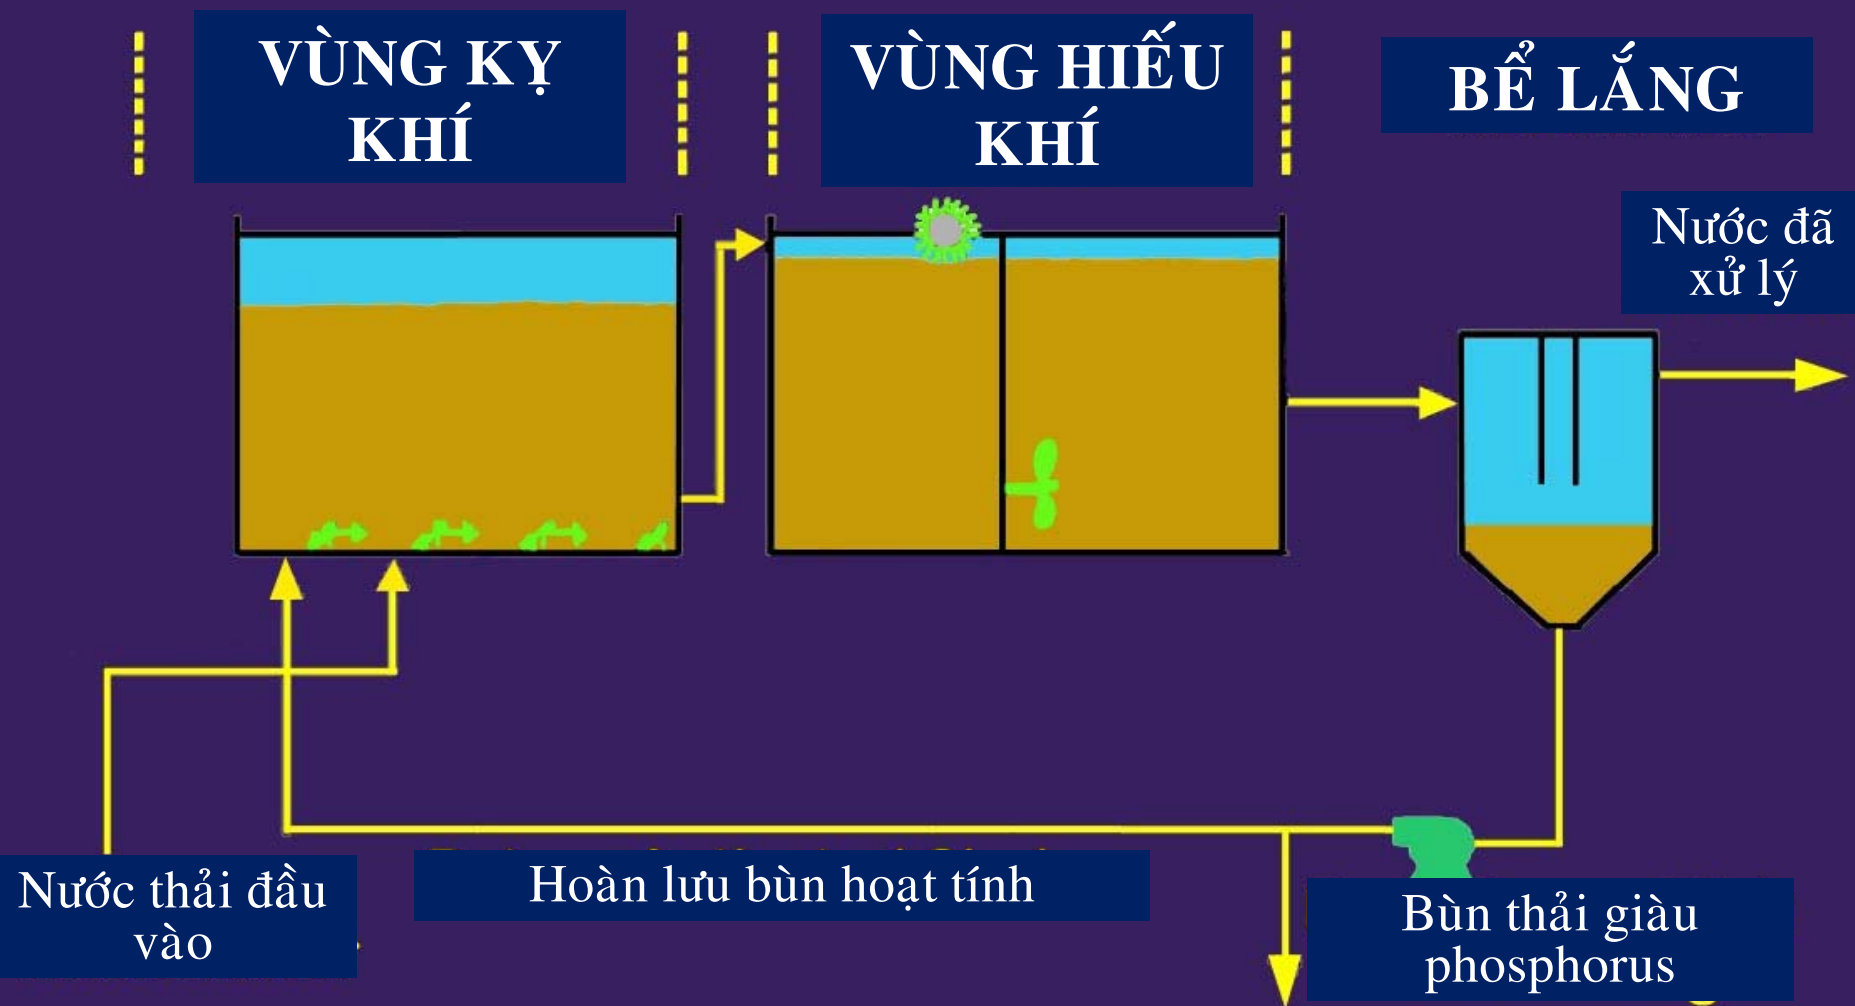 VÙNG KỴ
KHÍ
VÙNG HIẾU
KHÍ
BỂ LẮNG
Nước đã
xử lý
Nước thải đầu
vào
Hoàn lưu bùn hoạt tính
Bùn thải giàu
phosphorus